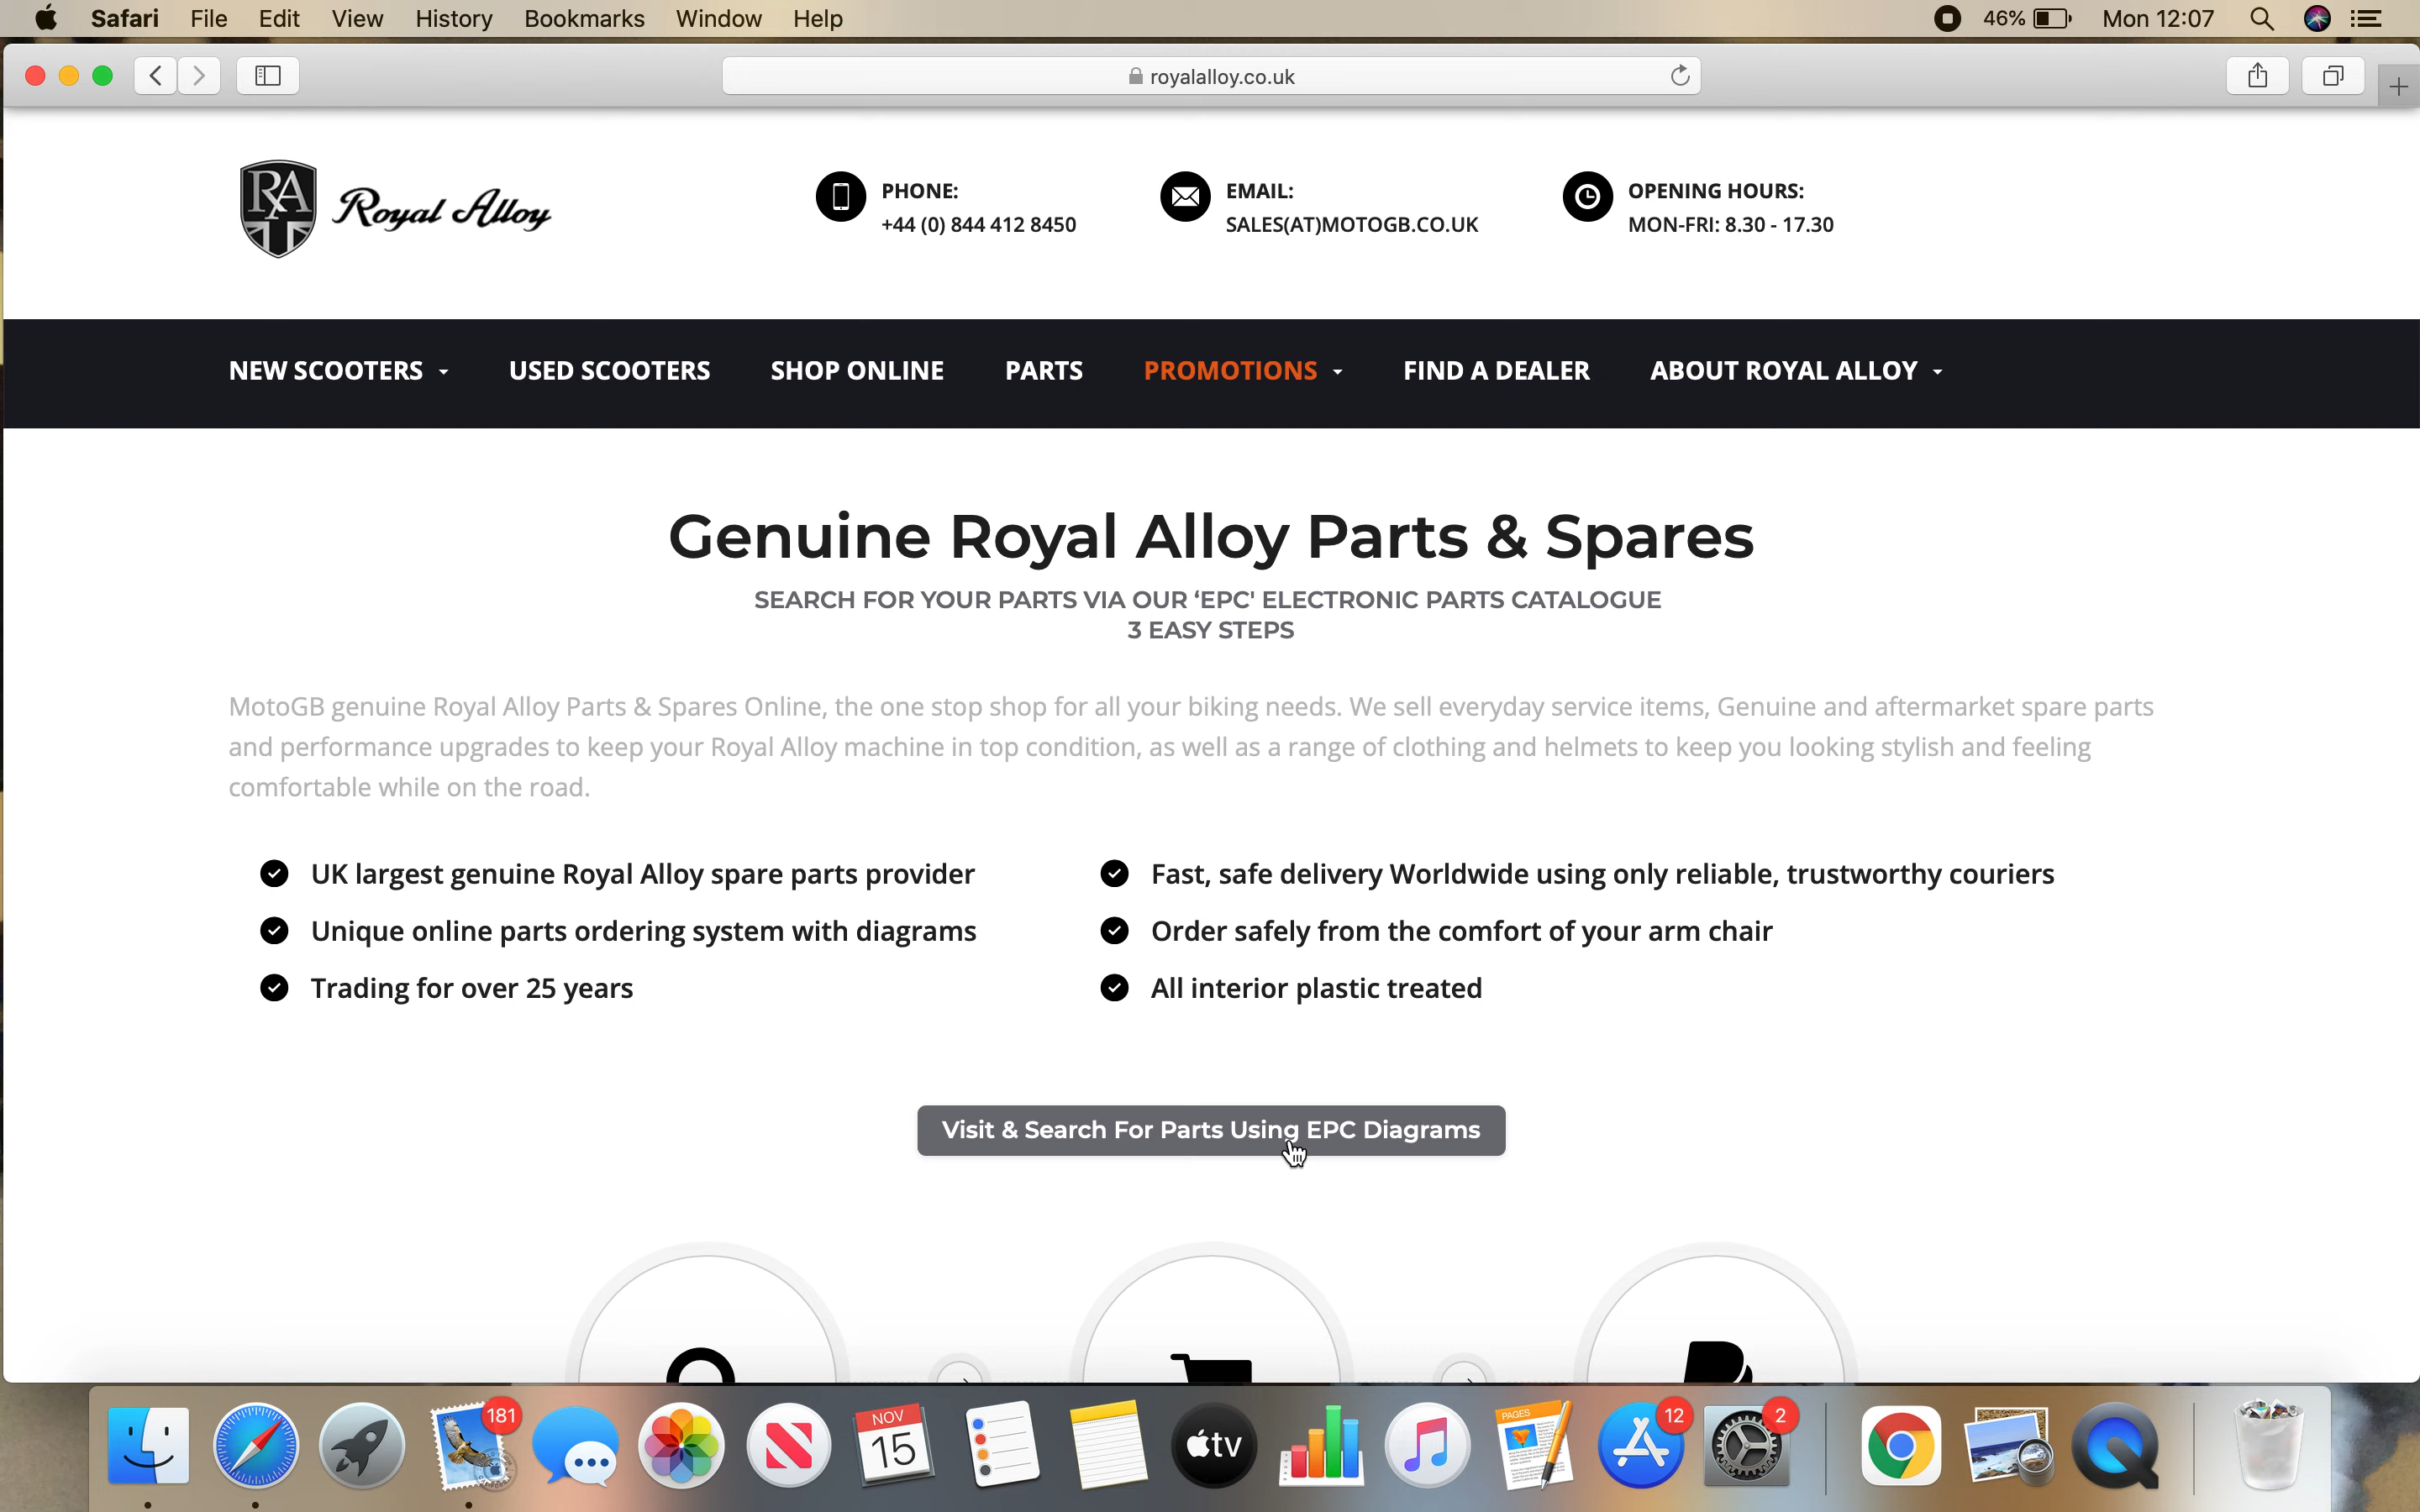 Safari File Edit View History Bookmarks Window Help 46% Mon 12:07
royalalloy.co.uk
RA Royal Alloy
PHONE:
+44 (0) 844 412 8450
EMAIL:
SALES(AT)MOTOGB.CO.UK
OPENING HOURS:
MON-FRI: 8.30 - 17.30
NEW SCOOTERS USED SCOOTERS SHOP ONLINE PARTS PROMOTIONS FIND A DEALER ABOUT ROYAL ALLOY
Genuine Royal Alloy Parts & Spares
SEARCH FOR YOUR PARTS VIA OUR ‘EPC' ELECTRONIC PARTS CATALOGUE
3 EASY STEPS
MotoGB genuine Royal Alloy Parts & Spares Online, the one stop shop for all your biking needs. We sell everyday service items, Genuine and aftermarket spare parts
and performance upgrades to keep your Royal Alloy machine in top condition, as well as a range of clothing and helmets to keep you looking stylish and feeling
comfortable while on the road.
UK largest genuine Royal Alloy spare parts provider
Unique online parts ordering system with diagrams
Trading for over 25 years
Fast, safe delivery Worldwide using only reliable, trustworthy couriers
Order safely from the comfort of your arm chair
All interior plastic treated
Visit & Search For Parts Using EPC Diagrams
181
NOV
15
tv
PAGES
12
2